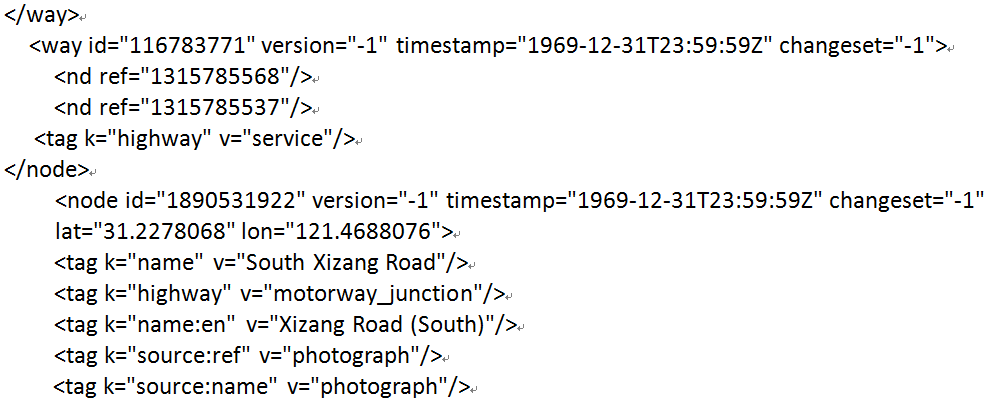 </way>
<way id="116783771" version="-1" timestamp="1969-12-31T23:59:59Z" changeset="-1">
<nd ref="1315785568"/>
<nd ref="1315785537"/>
<tag k="highway" v="service"/>
</node>
<node id="1890531922" version="-1" timestamp="1969-12-31T23:59:59Z" changeset="-1"
lat="31.2278068" lon="121.4688076">
<tag k="name" v="South Xizang Road"/>
<tag k="highway" v="motorway_junction"/>
<tag k="name:en" v="Xizang Road (South)"/>
<tag k="source:ref" v="photograph"/>
<tag k="source:name" v="photograph"/>